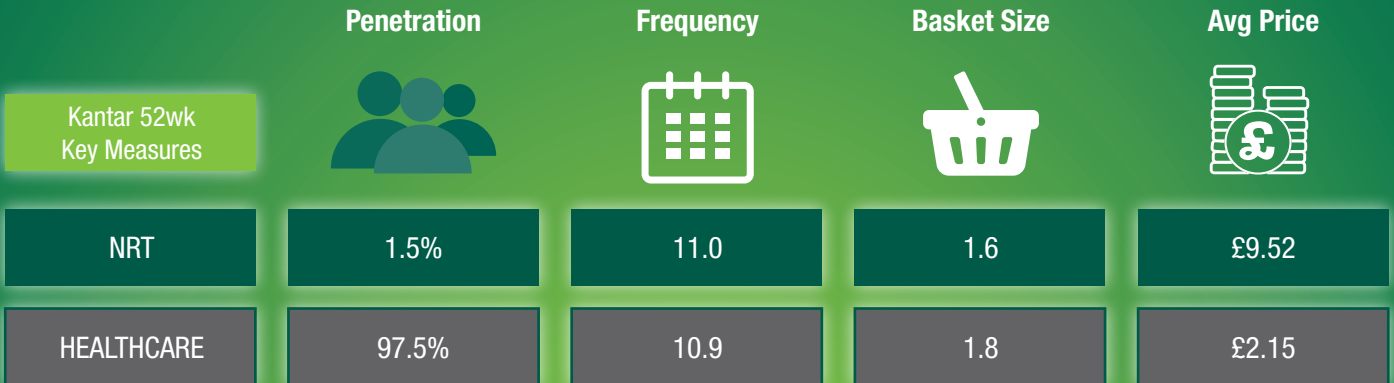 Penetration Frequency Basket Size Avg Price
Kantar 52wk
Key Measures
£
NRT 1.5% 11.0 1.6 £9.52
HEALTHCARE 97.5% 10.9 1.8 £2.15